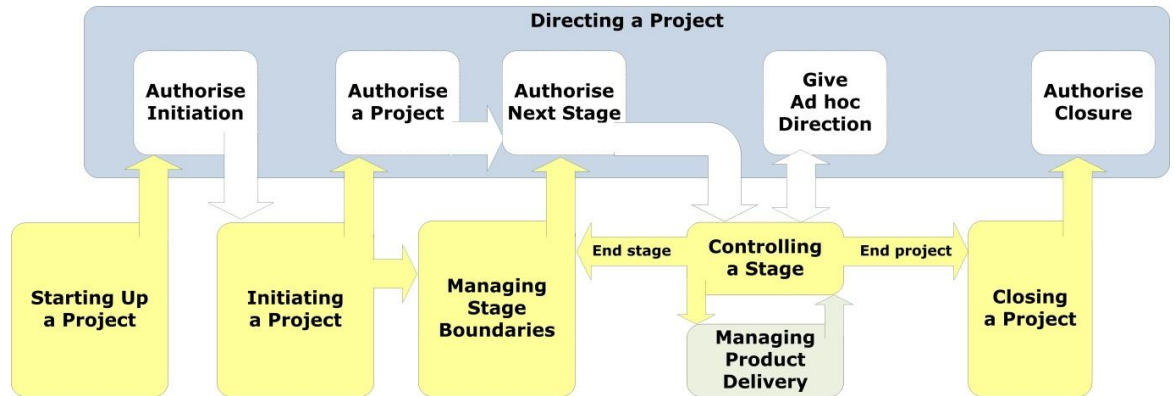 Directing a Project
Authorise
Initiation
Authorise
a Project
Authorise
Next Stage
Give
Ad hoc
Direction
Authorise
Closure
Starting Up
a Project
Initiating
a Project
Managing
Stage
Boundaries
End stage
Controlling
a Stage
End project
Managing
Product
Delivery
Closing
a Project